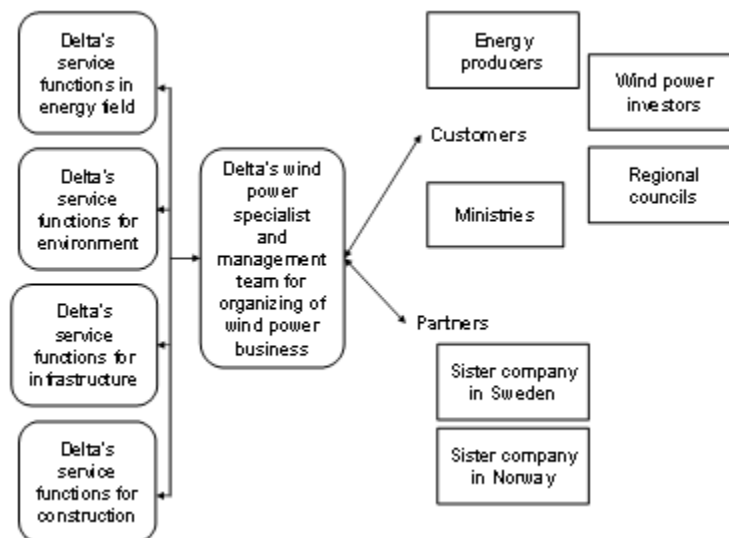 Delta's
service
functions in
energy field
Delta's
service
functions for
environment
Delta's
service
functions for
infrastructure
Delta's
service
functions for
construction
Delta's wind
power
specialist
and
management
team for
organizing of
wind power
business
Energy
producers
Wind power
investors
Customers
Regional
councils
Ministries
Partners
Sister company
in Sweden
Sister company
in Norway